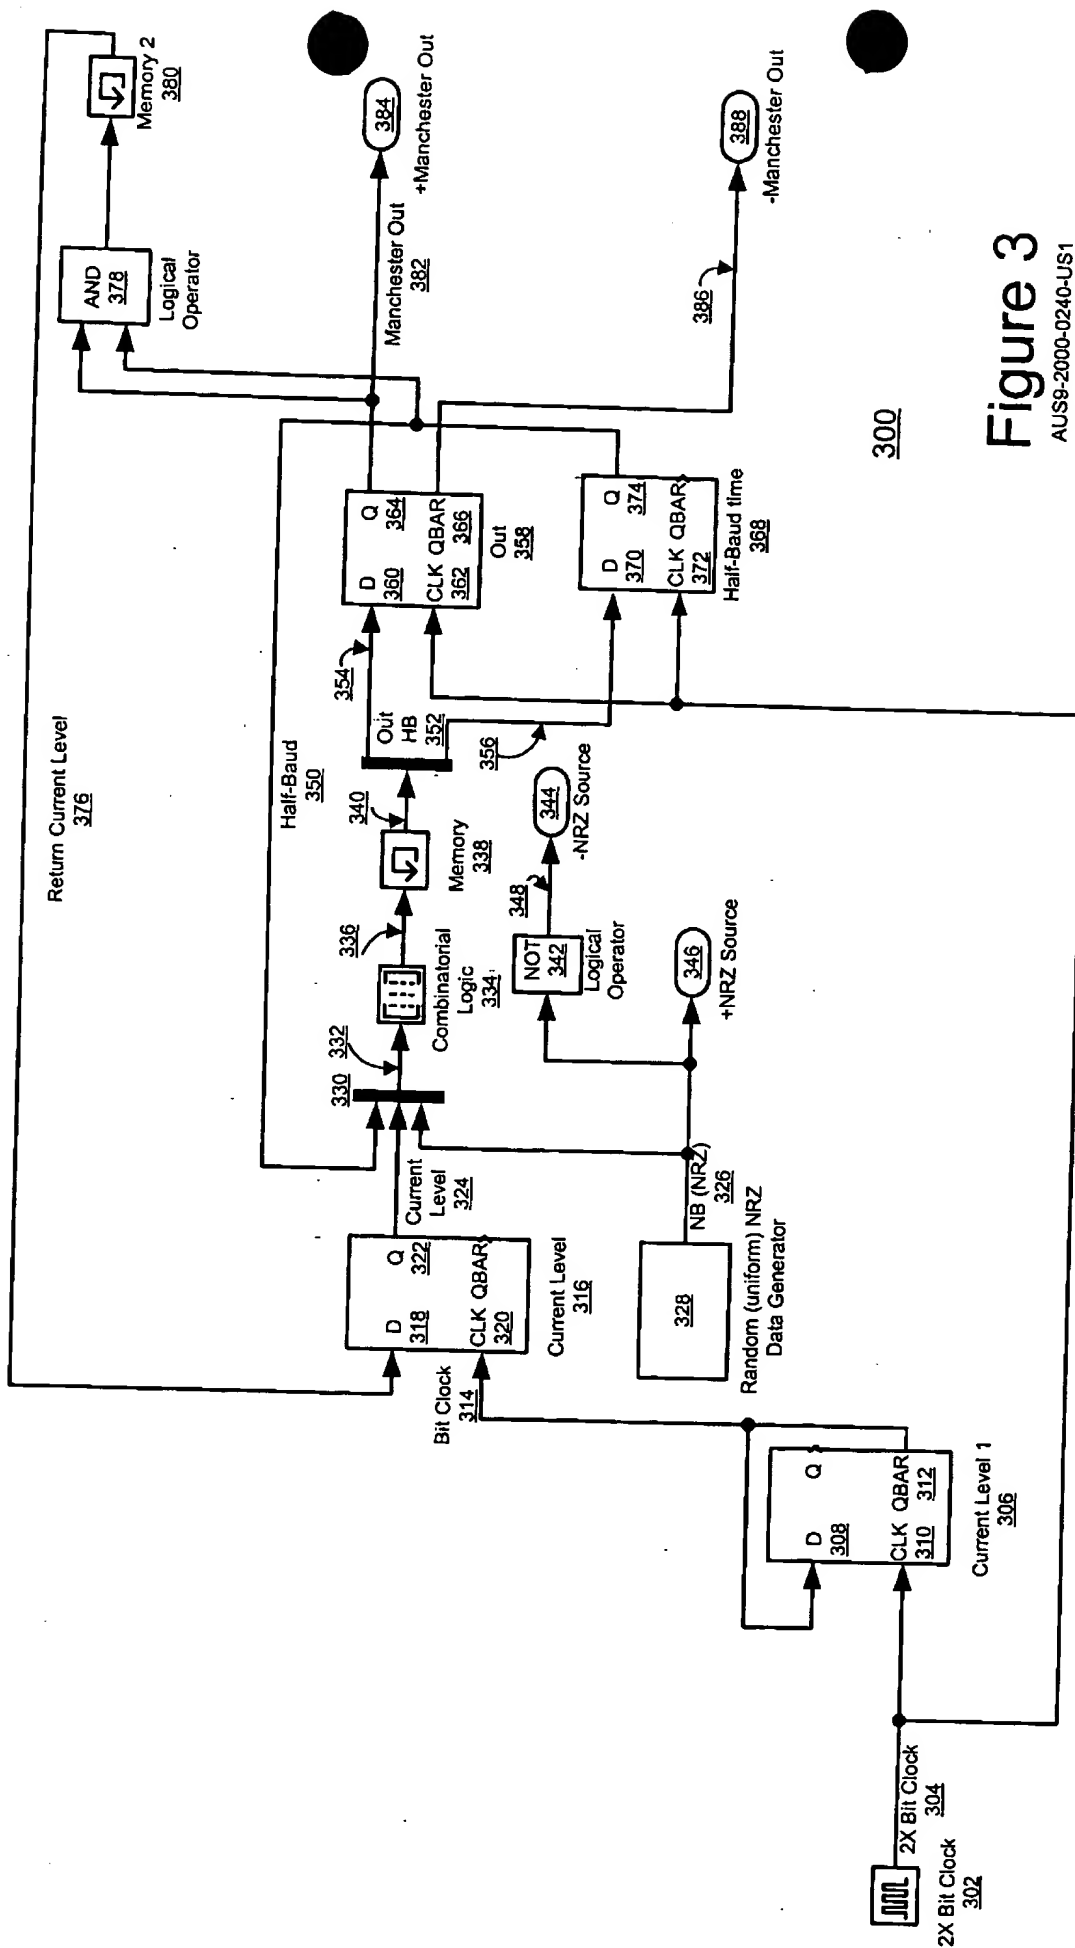 Return Current Level
376
Memory 2
380
AND
378
Logical
Operator
Half-Baud
350
384
+Manchester Out
Manchester Out
382
388
-Manchester Out
386
D
360
Q
364
CLK QBAR
362
366
Out
358
D
370
Q
374
CLK QBAR
372
Half-Baud time
368
354
Out
HB
352
356
340
Memory
338
336
Combinatorial
Logic
334
332
330
344
-NRZ Source
348
NOT
342
Logical
Operator
346
+NRZ Source
Current
Level
324
D
318
Q
322
CLK QBAR
320
Current Level
316
Bit Clock
314
NB (NRZ)
326
328
Random (uniform) NRZ
Data Generator
D
308
Q
CLK QBAR
310
312
Current Level 1
306
2X Bit Clock
304
2X Bit Clock
302
300
Figure 3
AUS9-2000-0240-US1